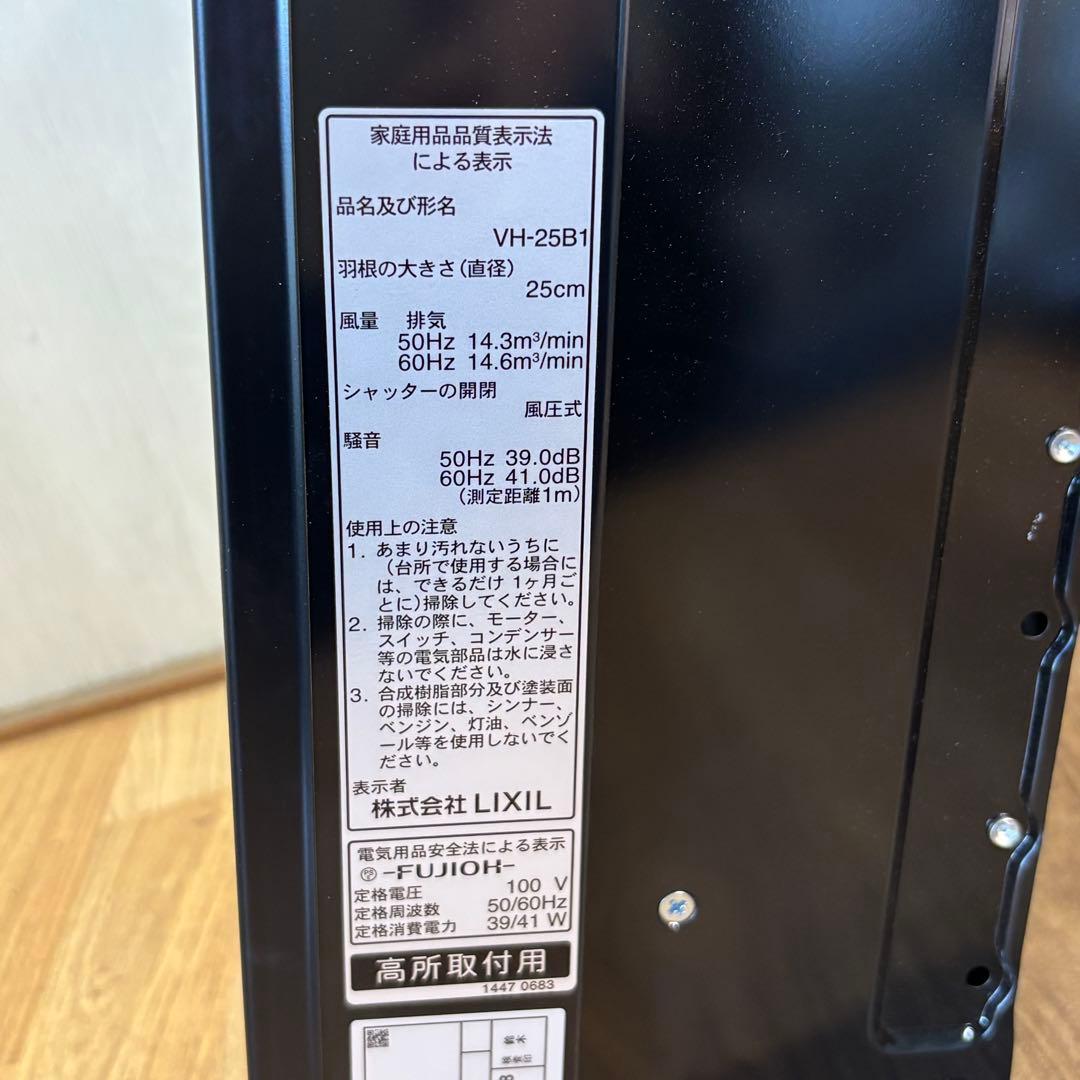 家庭用品品質表示法
による表示
品名及び形名
VH-25B1
羽根の大きさ(直径)
25cm
風量 排気
50Hz 14.3m³/min
60Hz 14.6m³/min
シャッターの開閉
風圧式
騒音
50Hz 39.0dB
60Hz 41.0dB
(測定距離1m)
使用上の注意
1. あまり汚れないうちに
(台所で使用する場合に
は、できるだけ 1ヶ月ご
とに)掃除してください。
2. 掃除の際に、モーター、
スイッチ、コンデンサー
等の電気部品は水に浸さ
ないでください。
3. 合成樹脂部分及び塗装面
の掃除には、シンナー、
ベンジン、灯油、ベンゾ
ール等を使用しないでく
ださい。
表示者
株式会社 LIXIL
電気用品安全法による表示
PSE -FUJIOH-
定格電圧 100 V
定格周波数 50/60Hz
定格消費電力 39/41 W
高所取付用
1447 0683